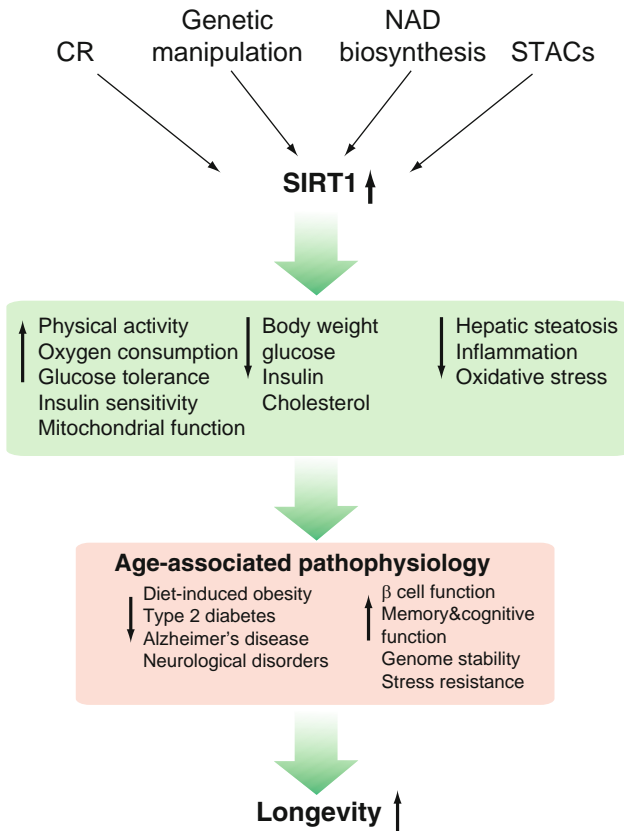 CR
Genetic
manipulation
NAD
biosynthesis
STACs
SIRT1
Physical activity
Oxygen consumption
Glucose tolerance
Insulin sensitivity
Mitochondrial function
Body weight
glucose
Insulin
Cholesterol
Hepatic steatosis
Inflammation
Oxidative stress
Age-associated pathophysiology
Diet-induced obesity
Type 2 diabetes
Alzheimer's disease
Neurological disorders
β cell function
Memory&cognitive
function
Genome stability
Stress resistance
Longevity